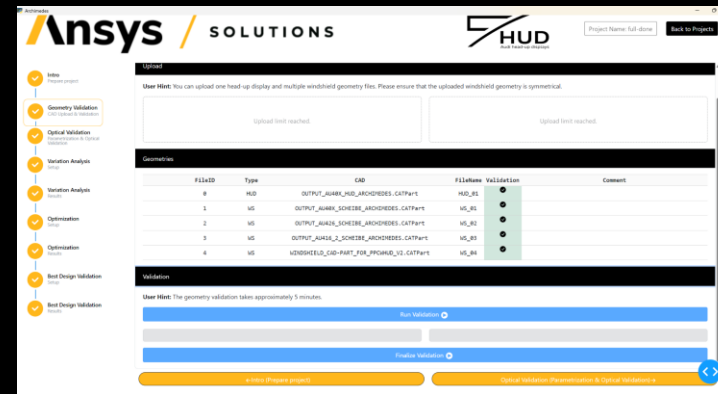 Archimedes
Ansys / SOLUTIONS
HUD
multi head-up displays
Project Name: full-done
Back to Projects
Intro
Prepare project
Geometry Validation
CAD Upload & Validation
Optical Validation
Parametrization & Optical Validation
Variation Analysis
Setup
Variation Analysis
Results
Optimization
Setup
Optimization
Results
Best Design Validation
Setup
Best Design Validation
Results
Upload
User Hint: You can upload one head-up display and multiple windshield geometry files. Please ensure that the uploaded windshield geometry is symmetrical.
Upload limit reached.
Upload limit reached.
Geometries
FileID Type CAD FileName Validation Comment
0 HUD OUTPUT_AU40X_HUD_ARCHIMEDES.CATPart HUD_01
1 WS OUTPUT_AU40X_SCHEIBE_ARCHIMEDES.CATPart WS_01
2 WS OUTPUT_AU426_SCHEIBE_ARCHIMEDES.CATPart WS_02
3 WS OUTPUT_AU416_2_SCHEIBE_ARCHIMEDES.CATPart WS_03
4 WS WINDSHIELD_CAD-PART_FOR_PPCWHUD_V2.CATPart WS_04
Validation
User Hint: The geometry validation takes approximately 5 minutes.
Run Validation
Finalize Validation
Intro (Prepare project)
Optical Validation (Parametrization & Optical Validation)